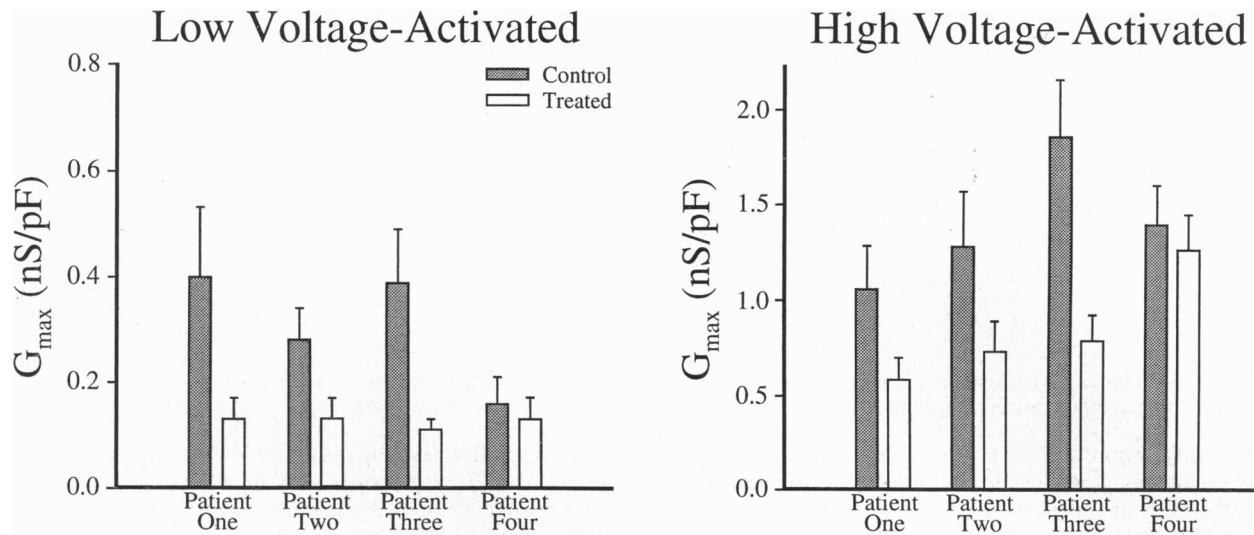 Low Voltage-Activated
0.8
0.6
0.4
0.2
0.0
Gmax (nS/pF)
Control
Treated
Patient One
Patient Two
Patient Three
Patient Four
High Voltage-Activated
2.0
1.5
1.0
0.5
0.0
Gmax (nS/pF)
Patient One
Patient Two
Patient Three
Patient Four